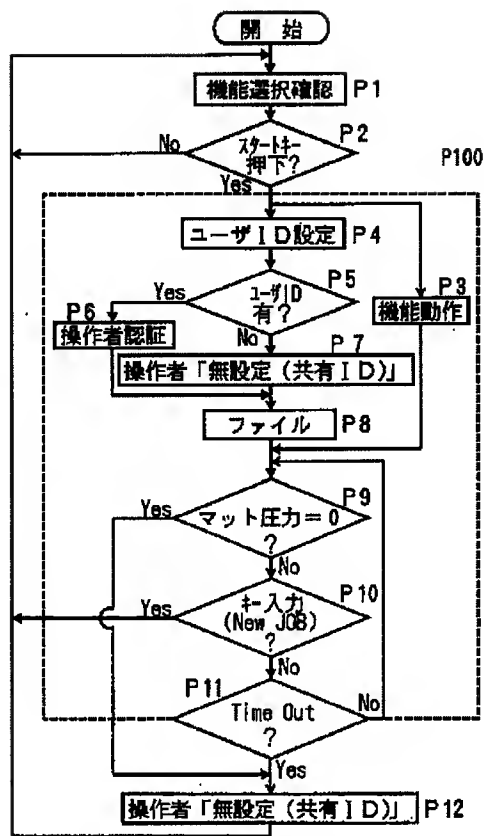 開 始
機能選択確認 P1
P2
No スタートキー
押下?
P100
Yes
ユーザID設定 P4
P5
P3
Yes ユーザID
有?
機能動作
P6
操作者認証
No
P7
操作者「無設定(共有ID)」
ファイル P8
P9
Yes マット圧力=0
?
No
P10
Yes キー入力
(New JOB)
?
No
P11
Time Out No
?
Yes
操作者「無設定(共有ID)」 P12